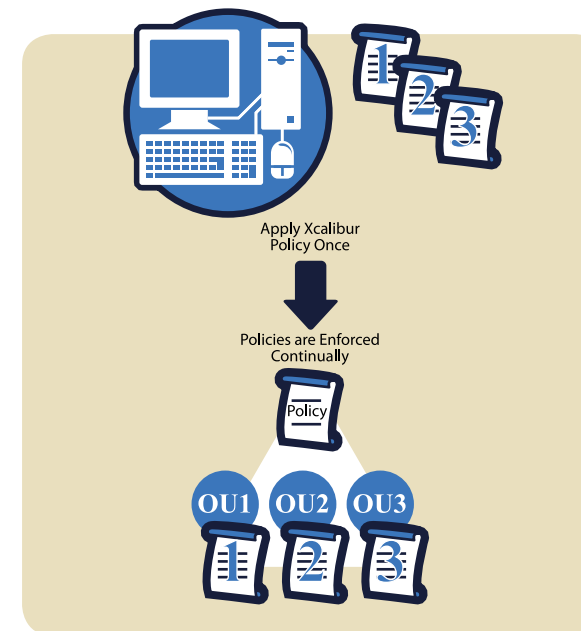 1
2
3
Apply Xcalibur
Policy Once
Policies are Enforced
Continually
Policy
OU1 OU2 OU3
1 2 3